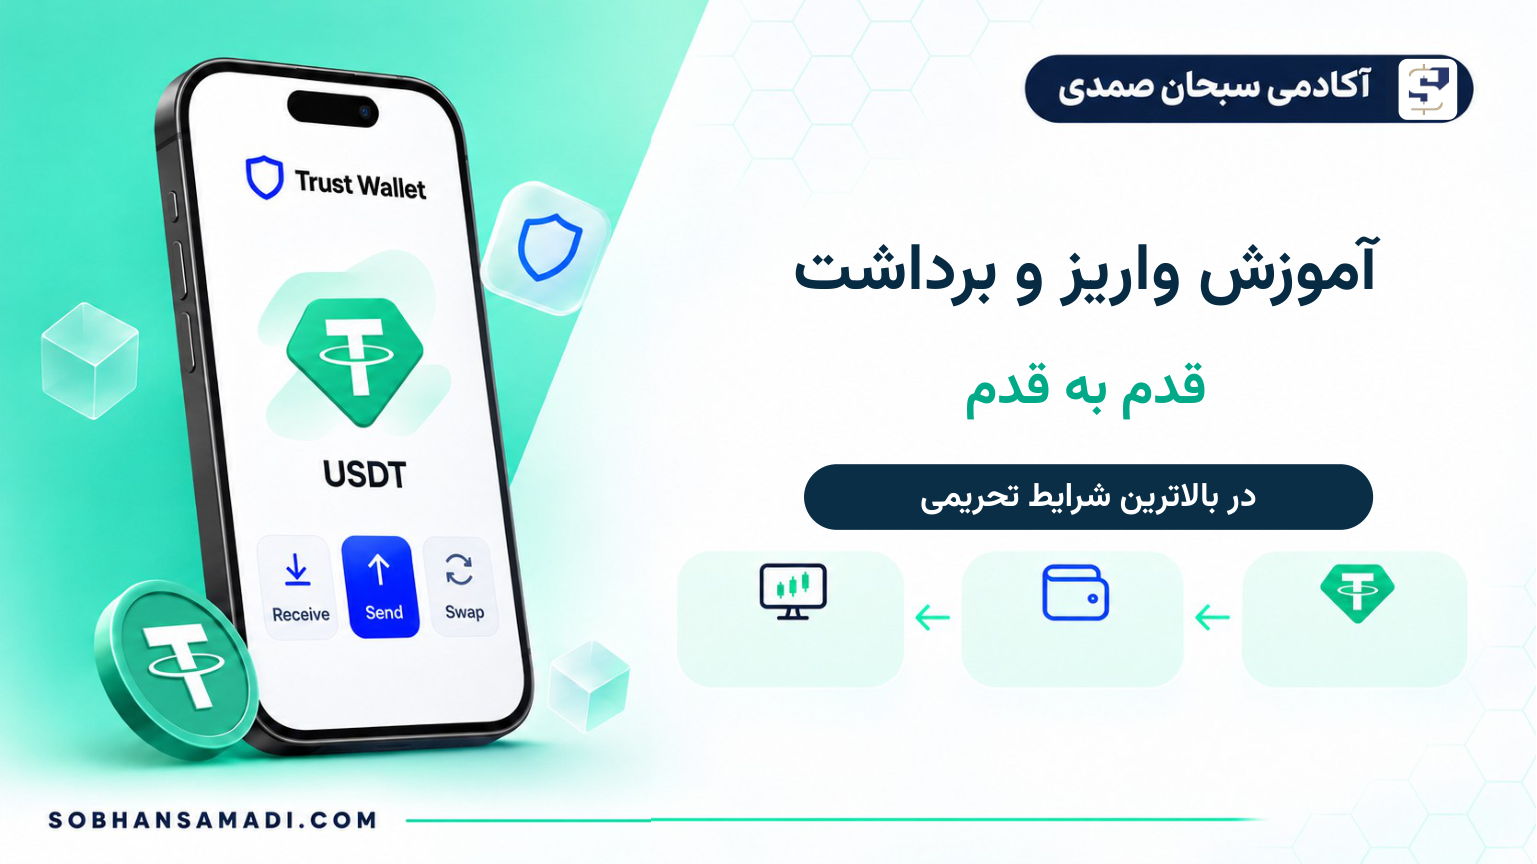 آکادمی سبحان صمدی
آموزش واریز و برداشت
قدم به قدم
در بالاترین شرایط تحریمی
Trust Wallet
USDT
Receive
Send
Swap
SOBHANSAMADI.COM